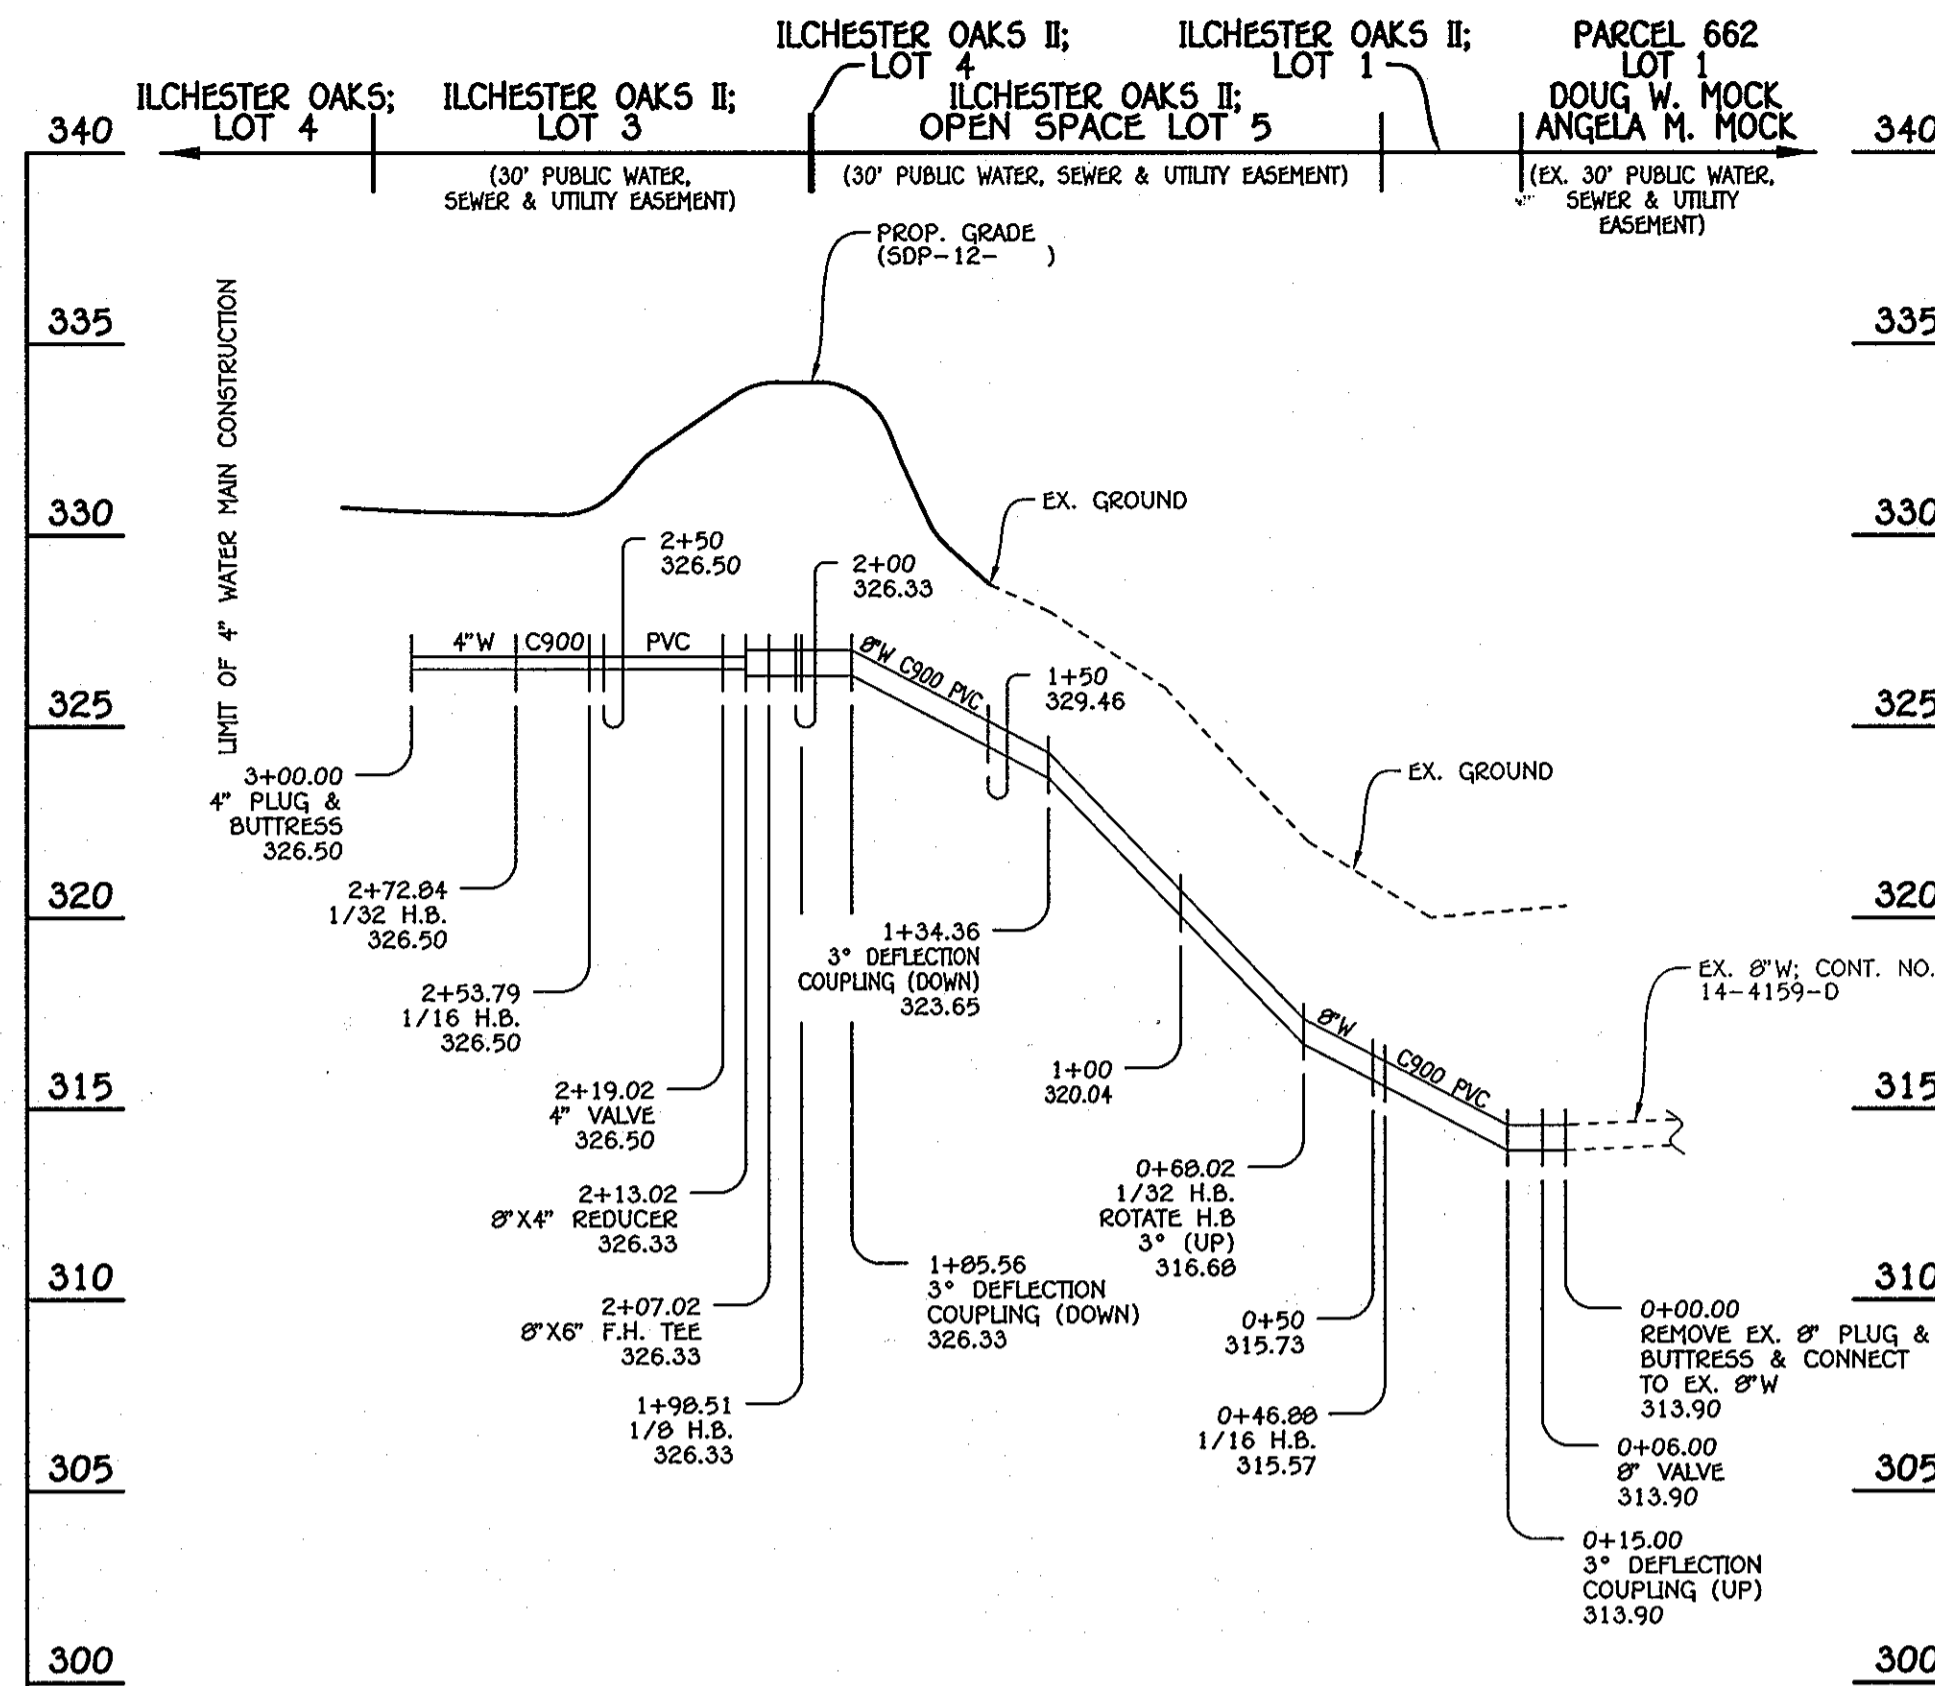 ILCHESTER OAKS;
LOT 4
ILCHESTER OAKS II;
LOT 3
ILCHESTER OAKS II;
LOT 4
ILCHESTER OAKS II;
OPEN SPACE LOT 5
ILCHESTER OAKS II;
LOT 1
PARCEL 662
LOT 1
DOUG W. MOCK
ANGELA M. MOCK
(30' PUBLIC WATER,
SEWER & UTILITY EASEMENT)
(30' PUBLIC WATER, SEWER & UTILITY EASEMENT)
(EX. 30' PUBLIC WATER,
SEWER & UTILITY
EASEMENT)
340
335
330
325
320
315
310
305
300
340
335
330
325
320
315
310
305
300
LIMIT OF 4" WATER MAIN CONSTRUCTION
PROP. GRADE
(SDP-12- )
EX. GROUND
2+50
326.50
2+00
326.33
4"W C900 PVC
8"W C900 PVC
1+50
329.46
EX. GROUND
3+00.00
4" PLUG &
BUTTRESS
326.50
2+72.84
1/32 H.B.
326.50
2+53.79
1/16 H.B.
326.50
2+19.02
4" VALVE
326.50
2+13.02
8"X4" REDUCER
326.33
2+07.02
8"X6" F.H. TEE
326.33
1+98.51
1/8 H.B.
326.33
1+85.56
3° DEFLECTION
COUPLING (DOWN)
326.33
1+34.36
3° DEFLECTION
COUPLING (DOWN)
323.65
1+00
320.04
0+68.02
1/32 H.B.
ROTATE H.B
3° (UP)
316.68
0+50
315.73
0+46.88
1/16 H.B.
315.57
8"W C900 PVC
EX. 8"W; CONT. NO.
14-4159-D
0+00.00
REMOVE EX. 8" PLUG &
BUTTRESS & CONNECT
TO EX. 8"W
313.90
0+06.00
8" VALVE
313.90
0+15.00
3° DEFLECTION
COUPLING (UP)
313.90